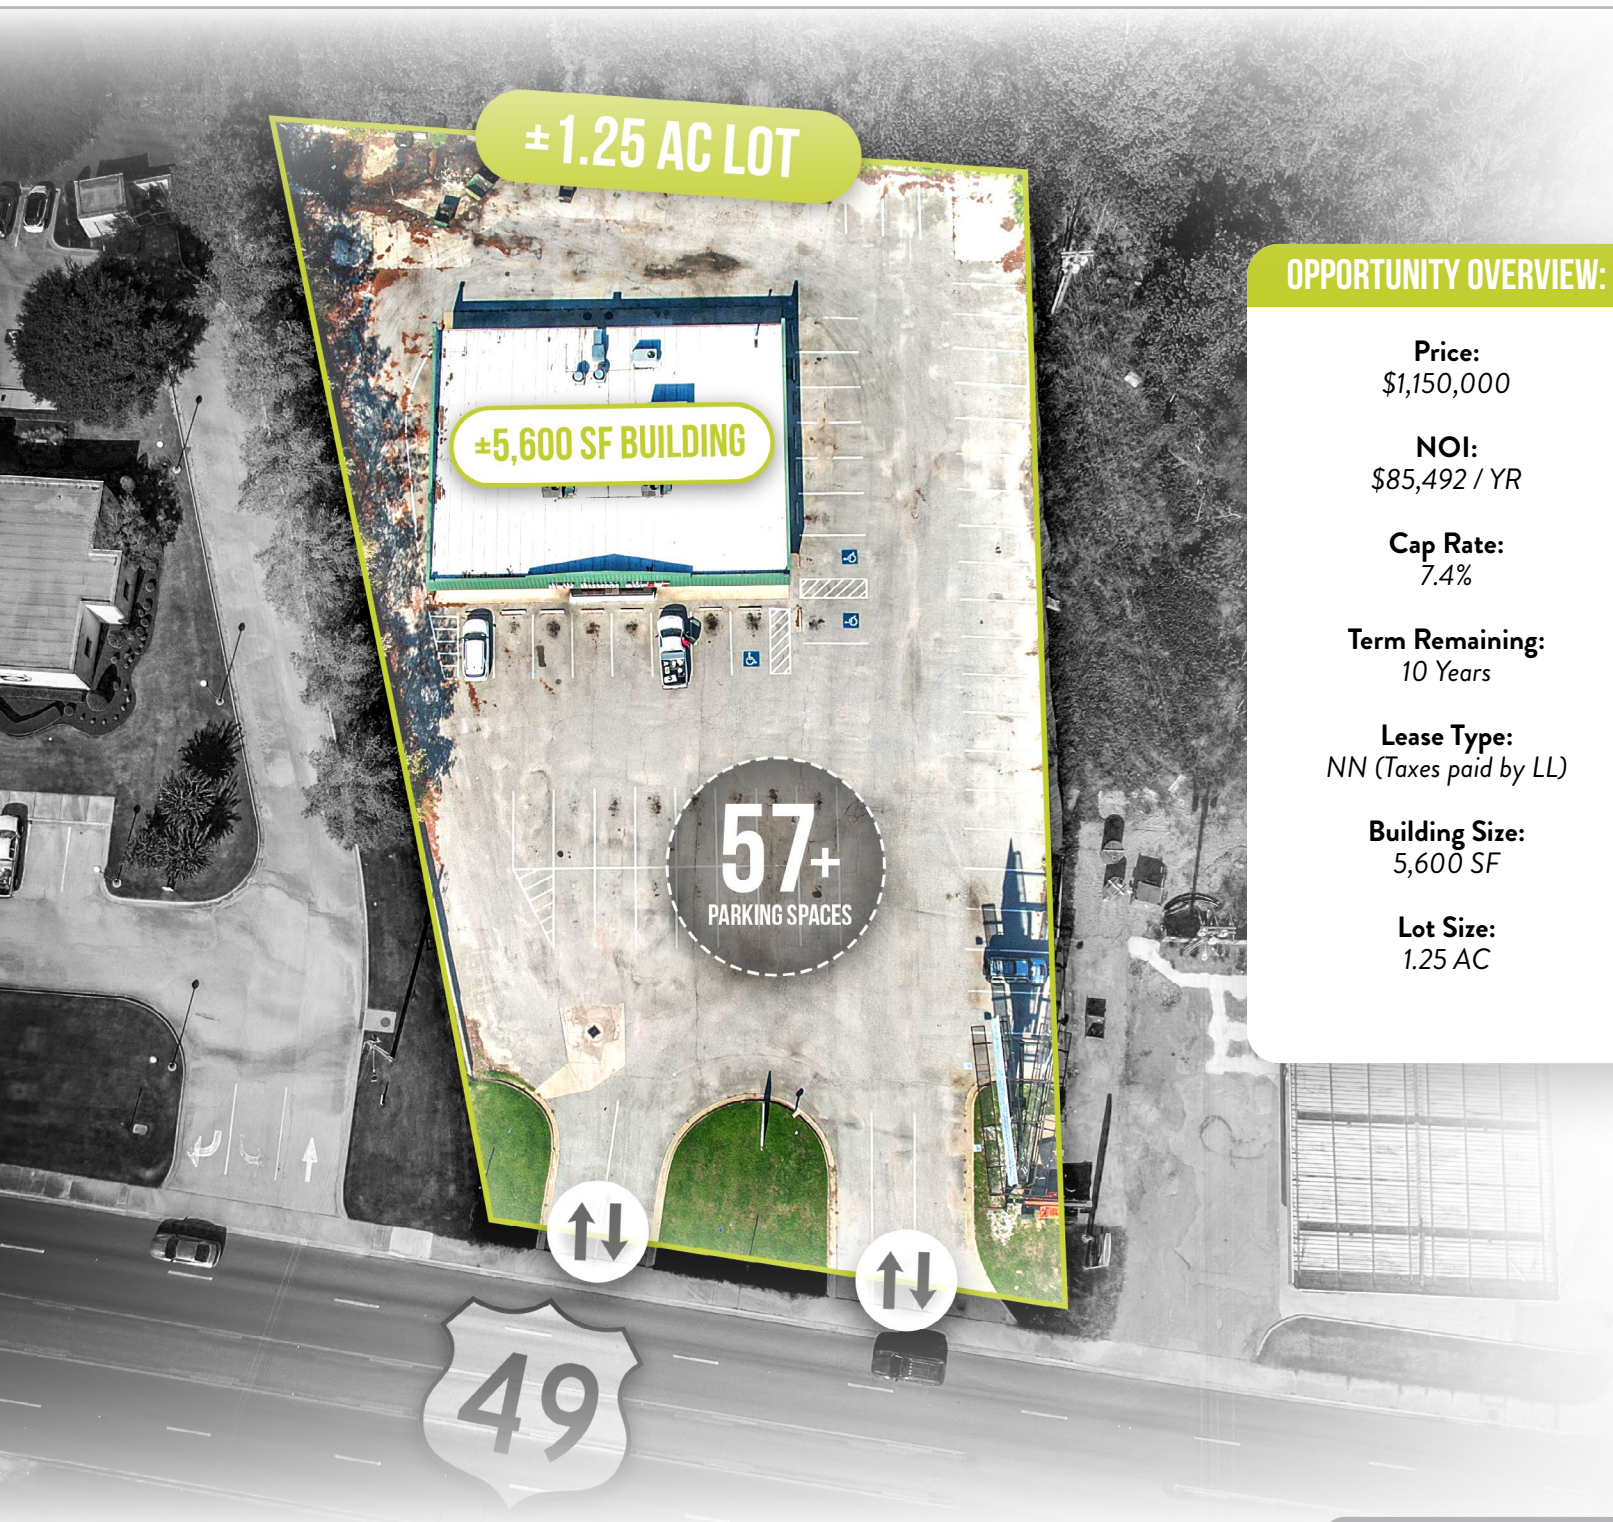 ±1.25 AC LOT
±5,600 SF BUILDING
57+
PARKING SPACES
49
OPPORTUNITY OVERVIEW:
Price:
$1,150,000
NOI:
$85,492 / YR
Cap Rate:
7.4%
Term Remaining:
10 Years
Lease Type:
NN (Taxes paid by LL)
Building Size:
5,600 SF
Lot Size:
1.25 AC